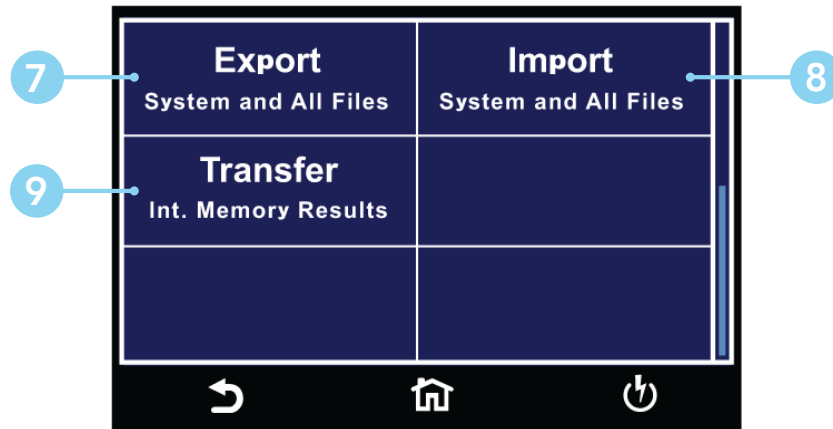 Export
System and All Files
Import
System and All Files
Transfer
Int. Memory Results
7
8
9